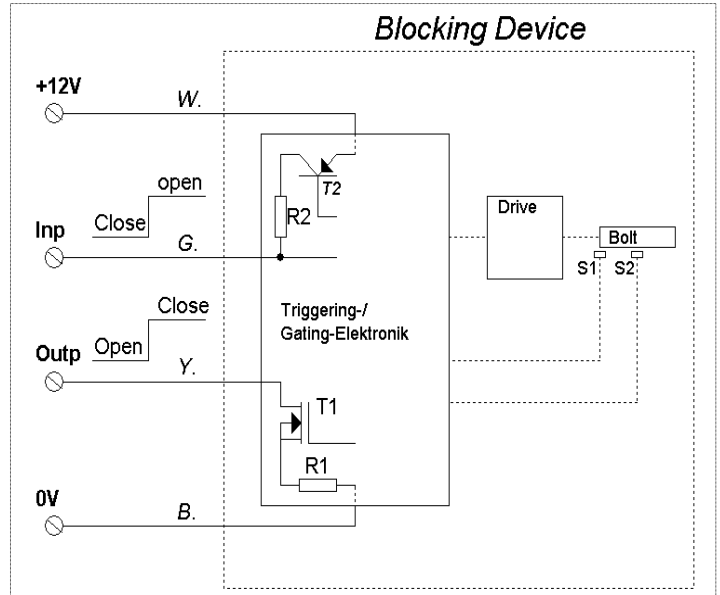 Blocking Device
+12V
W.
T2
open
R2
Close
Inp
G.
Drive
Bolt
S1
S2
Triggering-/
Gating-Elektronik
Close
Open
Outp
Y.
T1
R1
0V
B.